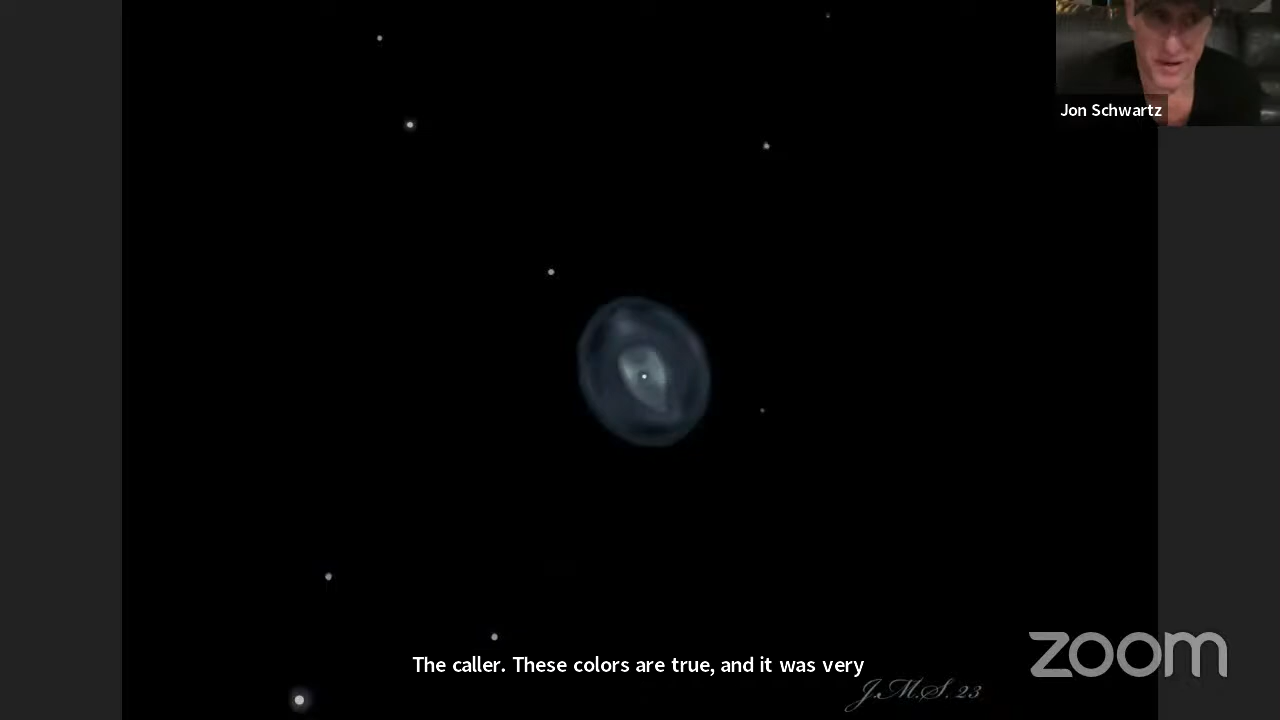 Jon Schwartz
The caller. These colors are true, and it was very
zoom
J.M.S. 23